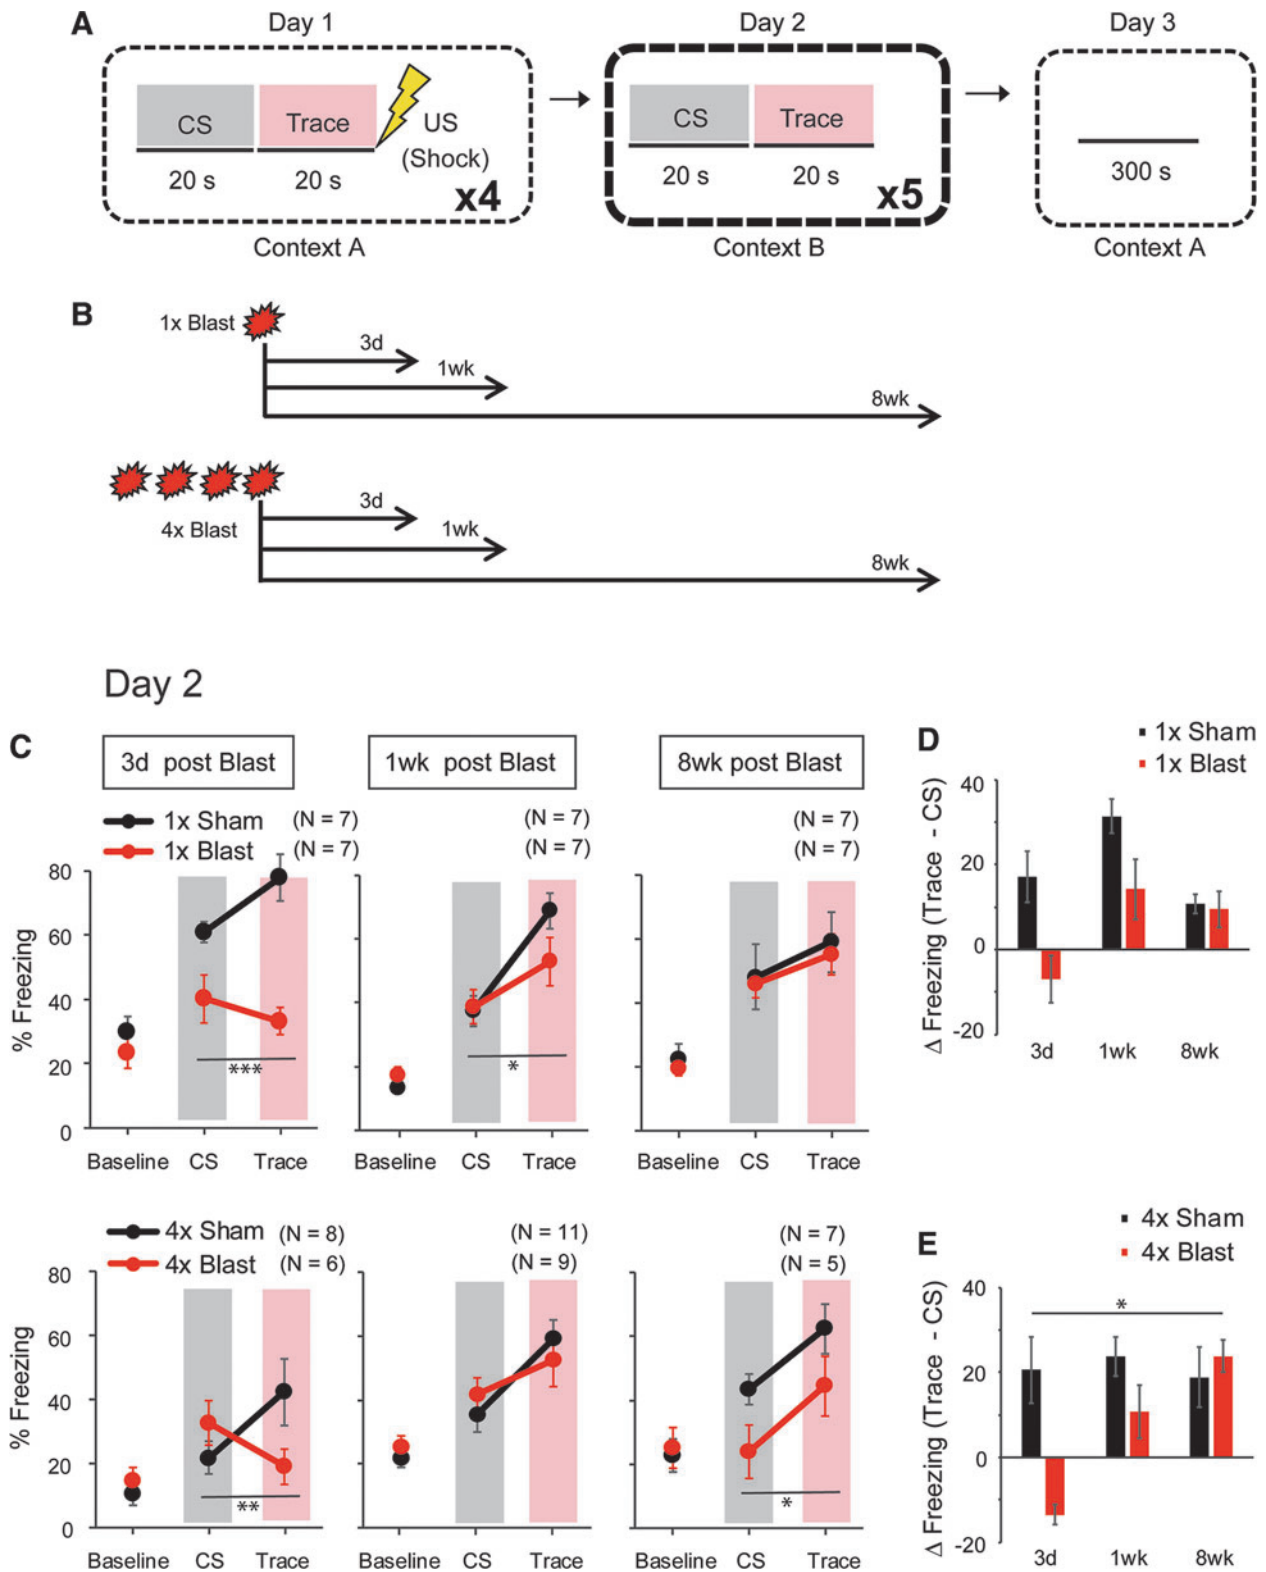 A
Day 1
Day 2
Day 3
CS
Trace
US
(Shock)
20 s
20 s
x4
Context A
CS
Trace
20 s
20 s
x5
Context B
300 s
Context A
B
1x Blast
3d
1wk
8wk
4x Blast
3d
1wk
8wk
Day 2
C
3d post Blast
1wk post Blast
8wk post Blast
1x Sham (N = 7)
1x Blast (N = 7)
(N = 7)
(N = 7)
(N = 7)
(N = 7)
% Freezing
80
60
40
20
0
***
*
Baseline CS Trace
Baseline CS Trace
Baseline CS Trace
4x Sham (N = 8)
4x Blast (N = 6)
(N = 11)
(N = 9)
(N = 7)
(N = 5)
% Freezing
80
60
40
20
0
**
*
Baseline CS Trace
Baseline CS Trace
Baseline CS Trace
D
1x Sham
1x Blast
Δ Freezing (Trace - CS)
40
20
0
-20
3d 1wk 8wk
E
4x Sham
4x Blast
Δ Freezing (Trace - CS)
40
20
0
-20
*
3d 1wk 8wk